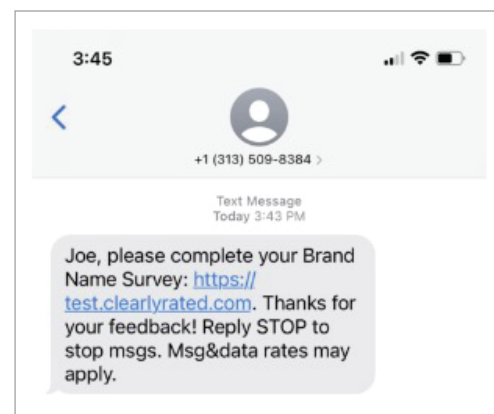 3:45
+1 (313) 509-8384 >
Text Message
Today 3:43 PM
Joe, please complete your Brand
Name Survey: https://
test.clearlyrated.com. Thanks for
your feedback! Reply STOP to
stop msgs. Msg&data rates may
apply.